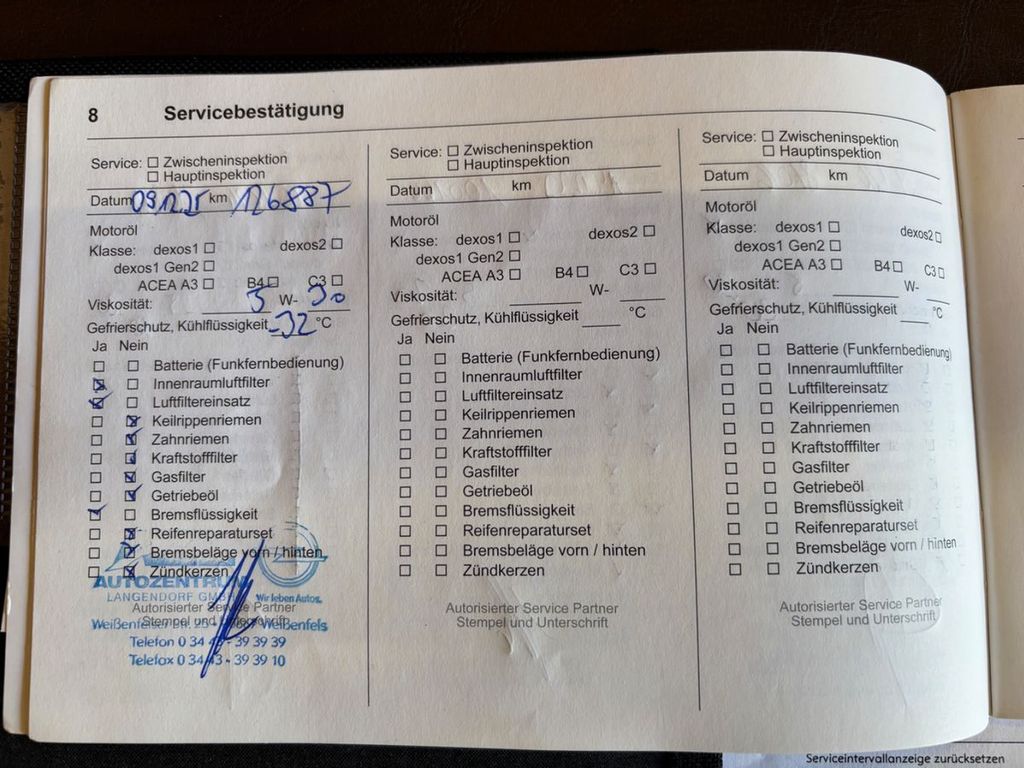 8 Servicebestätigung
Service: Zwischeninspektion
Hauptinspektion
Datum 09.12.25 km 126887
Motoröl
Klasse: dexos1 dexos2
dexos1 Gen2
ACEA A3 B4 C3
Viskosität: 5 W- 30
Gefrierschutz, Kühlflüssigkeit -32 °C
Ja Nein
Batterie (Funkfernbedienung)
Innenraumluftfilter
Luftfiltereinsatz
Keilrippenriemen
Zahnriemen
Kraftstofffilter
Gasfilter
Getriebeöl
Bremsflüssigkeit
Reifenreparaturset
Bremsbeläge vorn / hinten
Zündkerzen
AUTOZENTRUM
LANGENDORF GMBH Wir leben Autos.
Autorisierter Service Partner
Stempel und Unterschrift
Weißenfelser Str. Weißenfels
Telefon 0 34 43 - 39 39 39
Telefax 0 34 43 - 39 39 10
Service: Zwischeninspektion
Hauptinspektion
Datum km
Motoröl
Klasse: dexos1 dexos2
dexos1 Gen2
ACEA A3 B4 C3
Viskosität: W-
Gefrierschutz, Kühlflüssigkeit °C
Ja Nein
Batterie (Funkfernbedienung)
Innenraumluftfilter
Luftfiltereinsatz
Keilrippenriemen
Zahnriemen
Kraftstofffilter
Gasfilter
Getriebeöl
Bremsflüssigkeit
Reifenreparaturset
Bremsbeläge vorn / hinten
Zündkerzen
Autorisierter Service Partner
Stempel und Unterschrift
Service: Zwischeninspektion
Hauptinspektion
Datum km
Motoröl
Klasse: dexos1 dexos2
dexos1 Gen2
ACEA A3 B4 C3
Viskosität: W-
Gefrierschutz, Kühlflüssigkeit °C
Ja Nein
Batterie (Funkfernbedienung)
Innenraumluftfilter
Luftfiltereinsatz
Keilrippenriemen
Zahnriemen
Kraftstofffilter
Gasfilter
Getriebeöl
Bremsflüssigkeit
Reifenreparaturset
Bremsbeläge vorn / hinten
Zündkerzen
Autorisierter Service Partner
Stempel und Unterschrift
Serviceintervallanzeige zurücksetzen